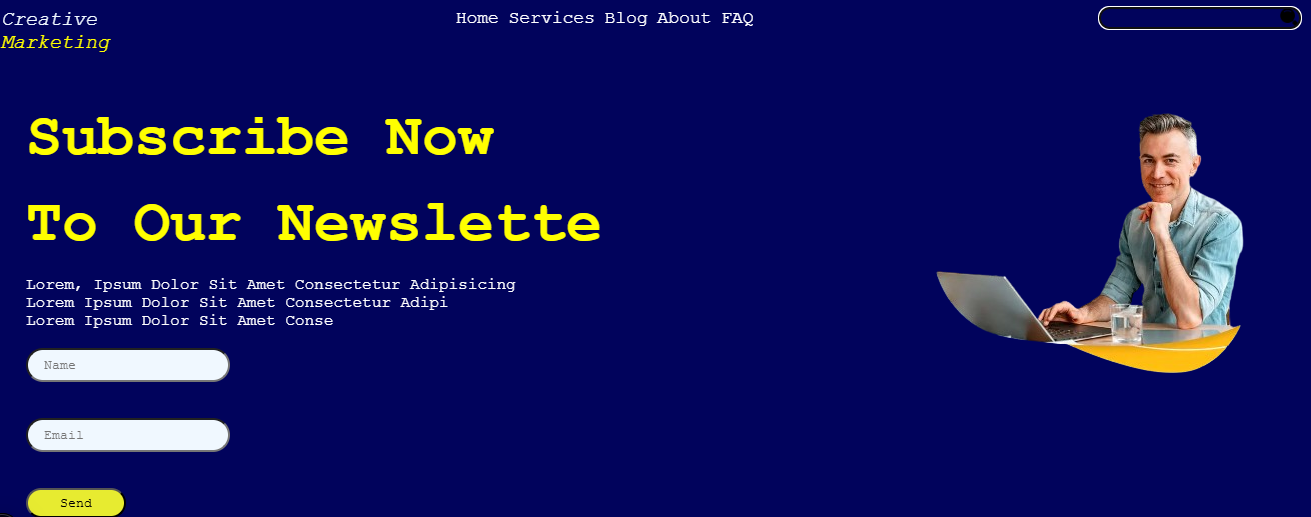 Creative
Marketing
Home Services Blog About FAQ
Subscribe Now
To Our Newslette
Lorem, Ipsum Dolor Sit Amet Consectetur Adipisicing
Lorem Ipsum Dolor Sit Amet Consectetur Adipi
Lorem Ipsum Dolor Sit Amet Conse
Name
Email
Send